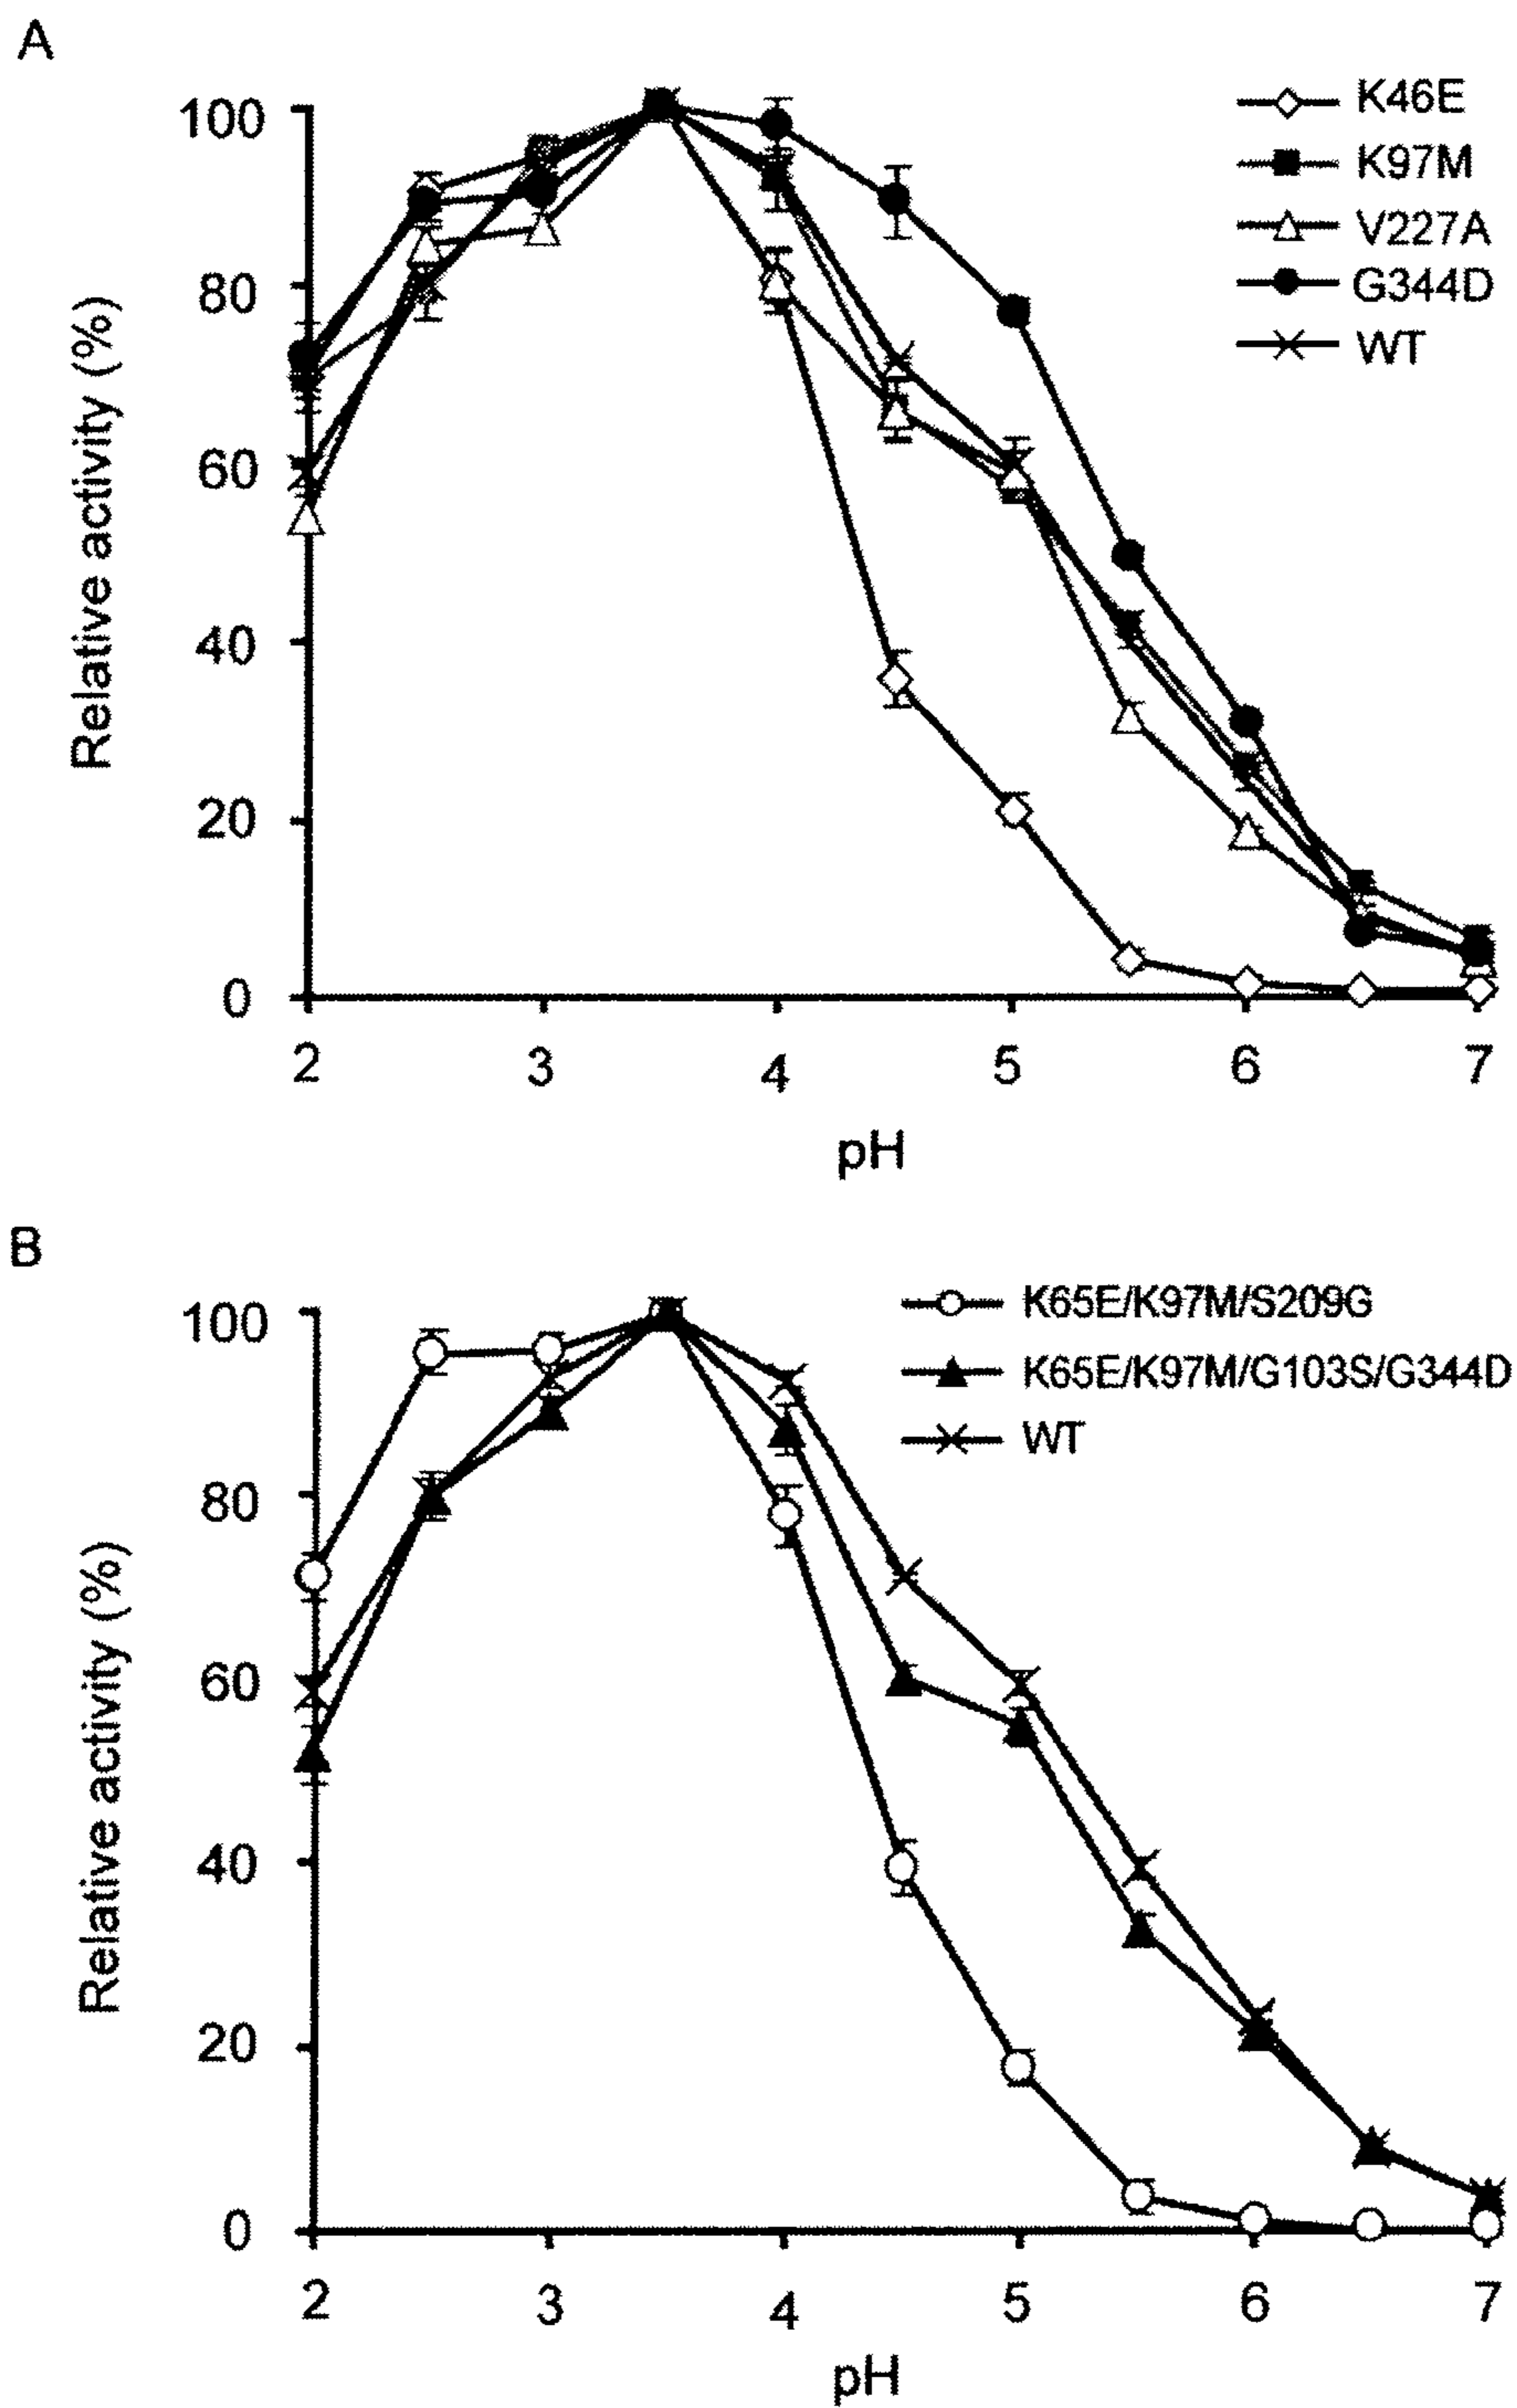 A
100
80
60
40
20
0
Relative activity (%)
2 3 4 5 6 7
pH
K46E
K97M
V227A
G344D
WT
B
100
80
60
40
20
0
Relative activity (%)
2 3 4 5 6 7
pH
K65E/K97M/S209G
K65E/K97M/G103S/G344D
WT